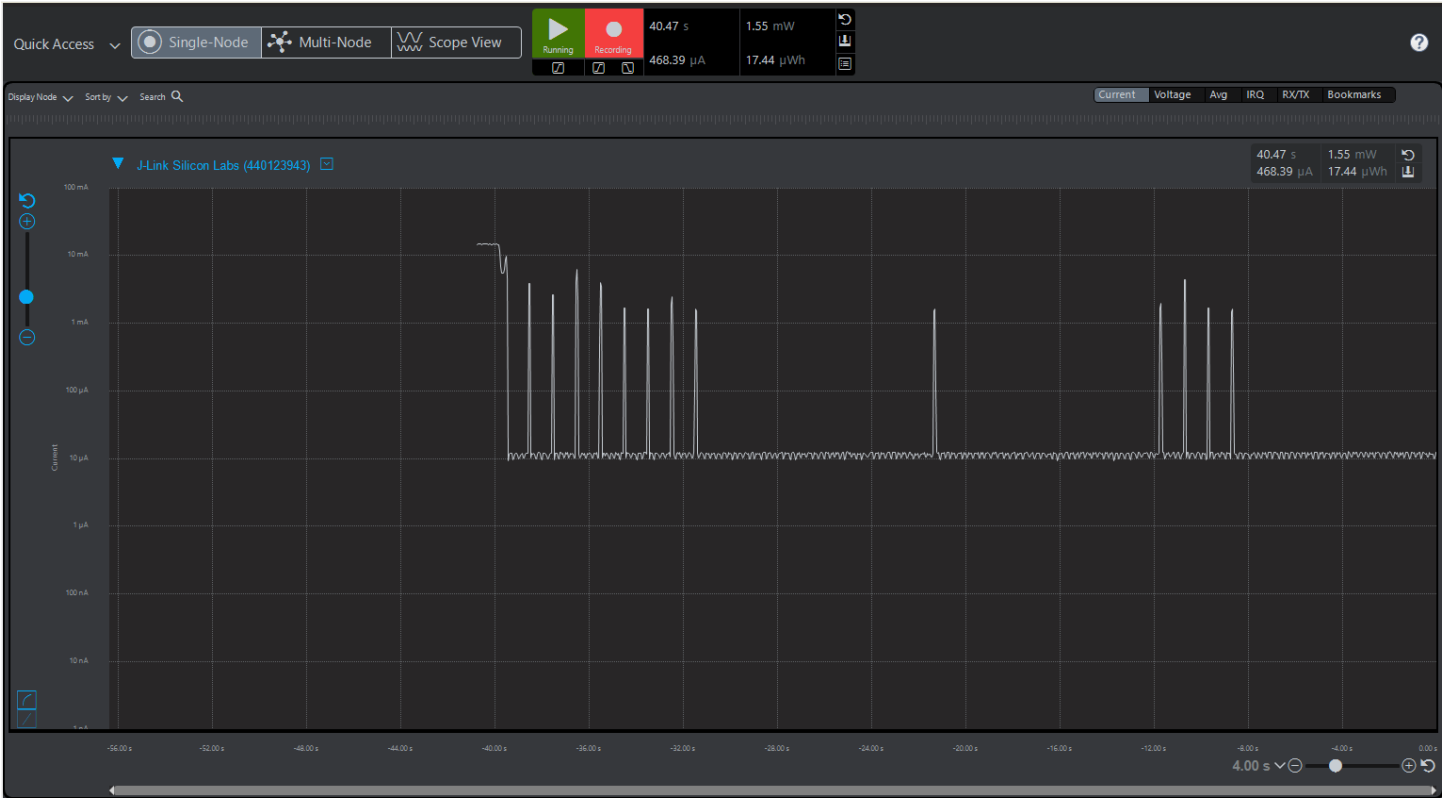 Quick Access Single-Node Multi-Node Scope View
Running Recording
40.47 s 1.55 mW
468.39 µA 17.44 µWh
Display Node Sort by Search Current Voltage Avg IRQ RX/TX Bookmarks
J-Link Silicon Labs (440123943)
40.47 s 1.55 mW
468.39 µA 17.44 µWh
100 mA
10 mA
1 mA
100 µA
Current
10 µA
1 µA
100 nA
10 nA
-56.00 s -52.00 s -48.00 s -44.00 s -40.00 s -36.00 s -32.00 s -28.00 s -24.00 s -20.00 s -16.00 s -12.00 s -8.00 s -4.00 s 0.00 s
4.00 s